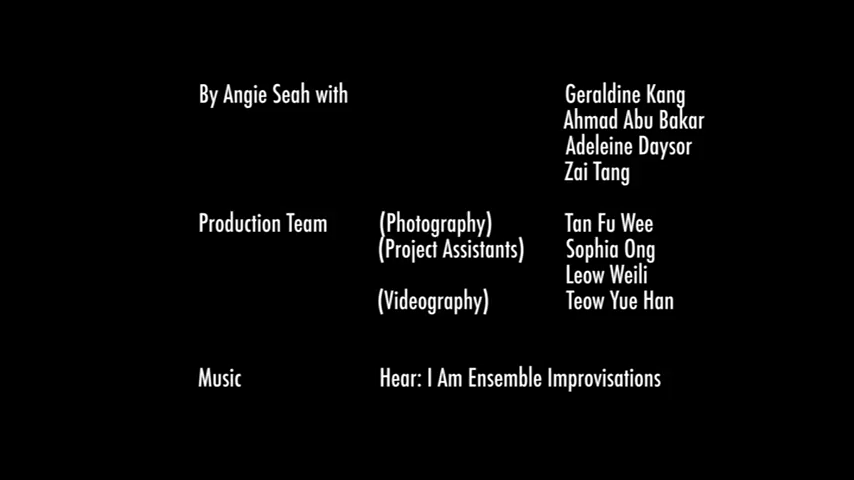 By Angie Seah with Geraldine Kang
Ahmad Abu Bakar
Adeleine Daysor
Zai Tang
Production Team (Photography) Tan Fu Wee
(Project Assistants) Sophia Ong
Leow Weili
(Videography) Teow Yue Han
Music Hear: I Am Ensemble Improvisations